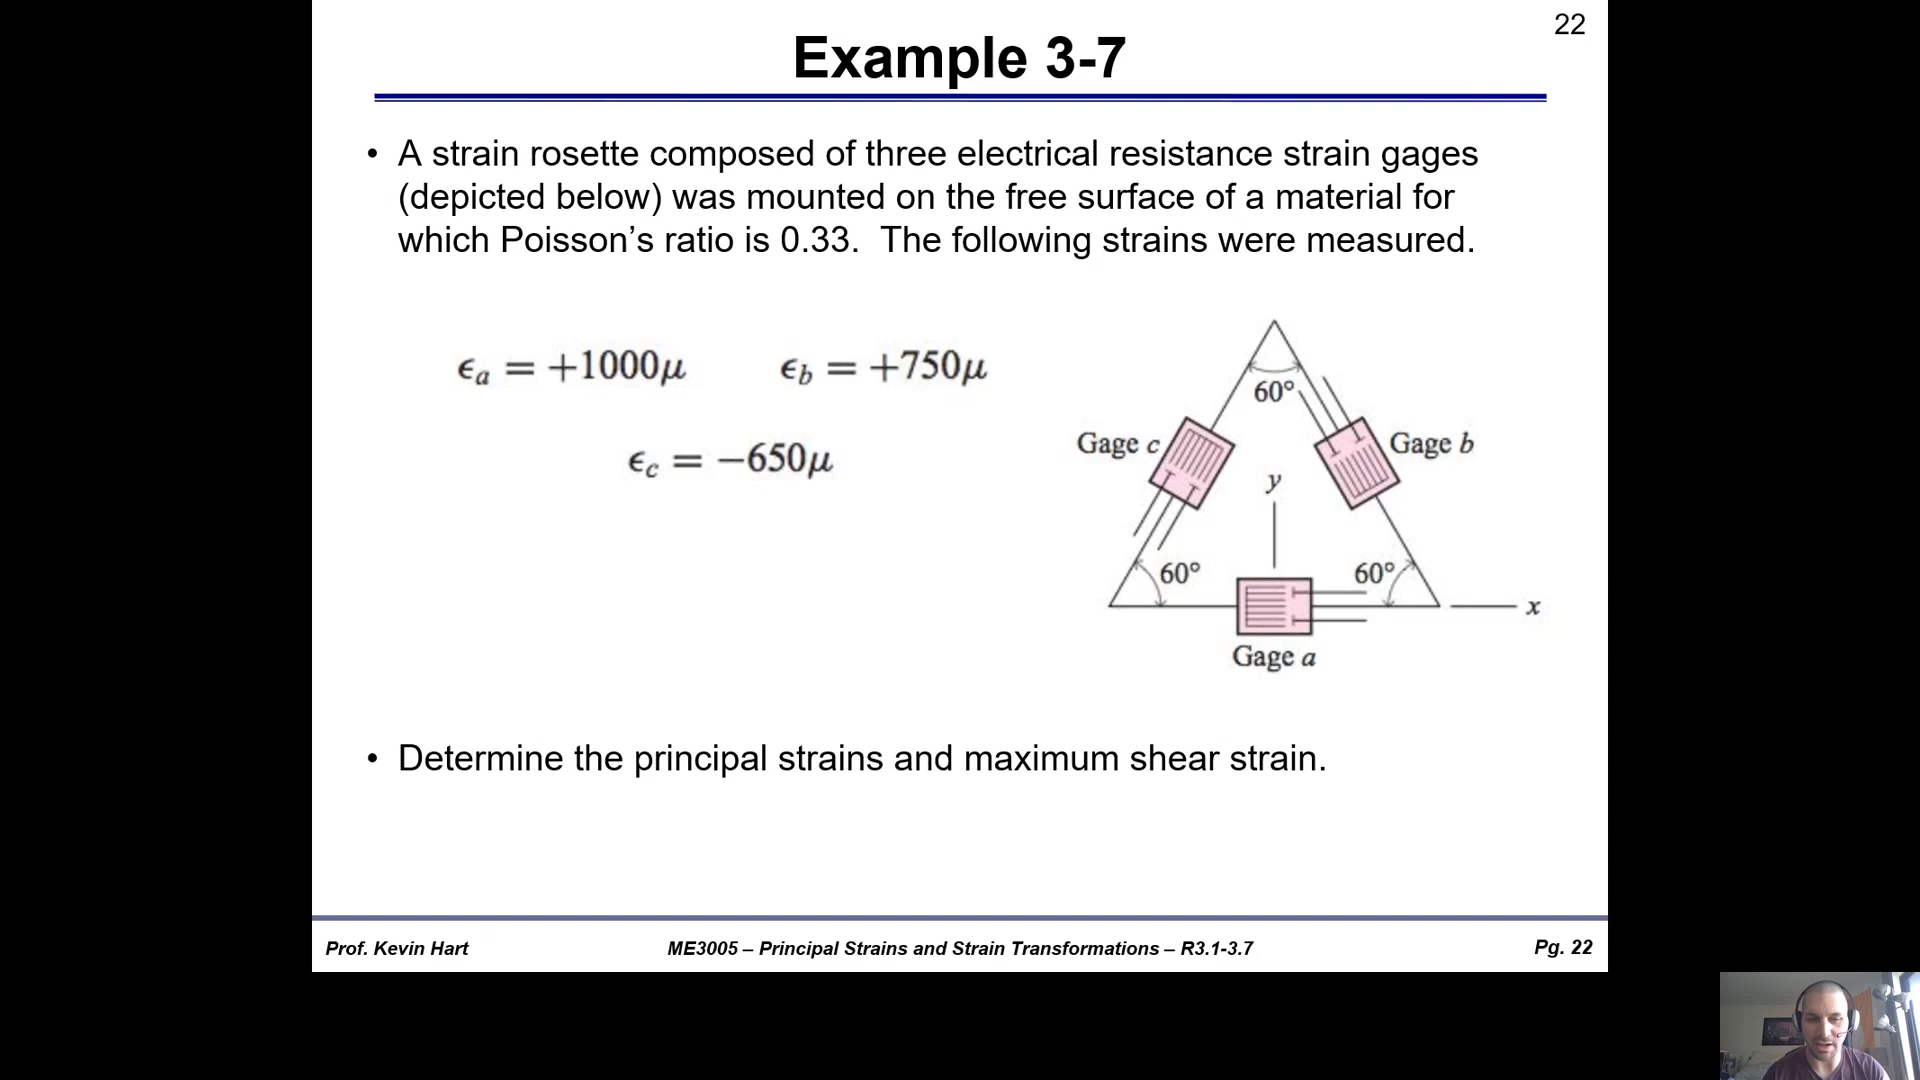 22
Example 3-7
• A strain rosette composed of three electrical resistance strain gages
(depicted below) was mounted on the free surface of a material for
which Poisson’s ratio is 0.33. The following strains were measured.
ϵa = +1000μ ϵb = +750μ
ϵc = −650μ
60°
Gage c
Gage b
y
60°
60°
x
Gage a
• Determine the principal strains and maximum shear strain.
Prof. Kevin Hart
ME3005 – Principal Strains and Strain Transformations – R3.1-3.7
Pg. 22